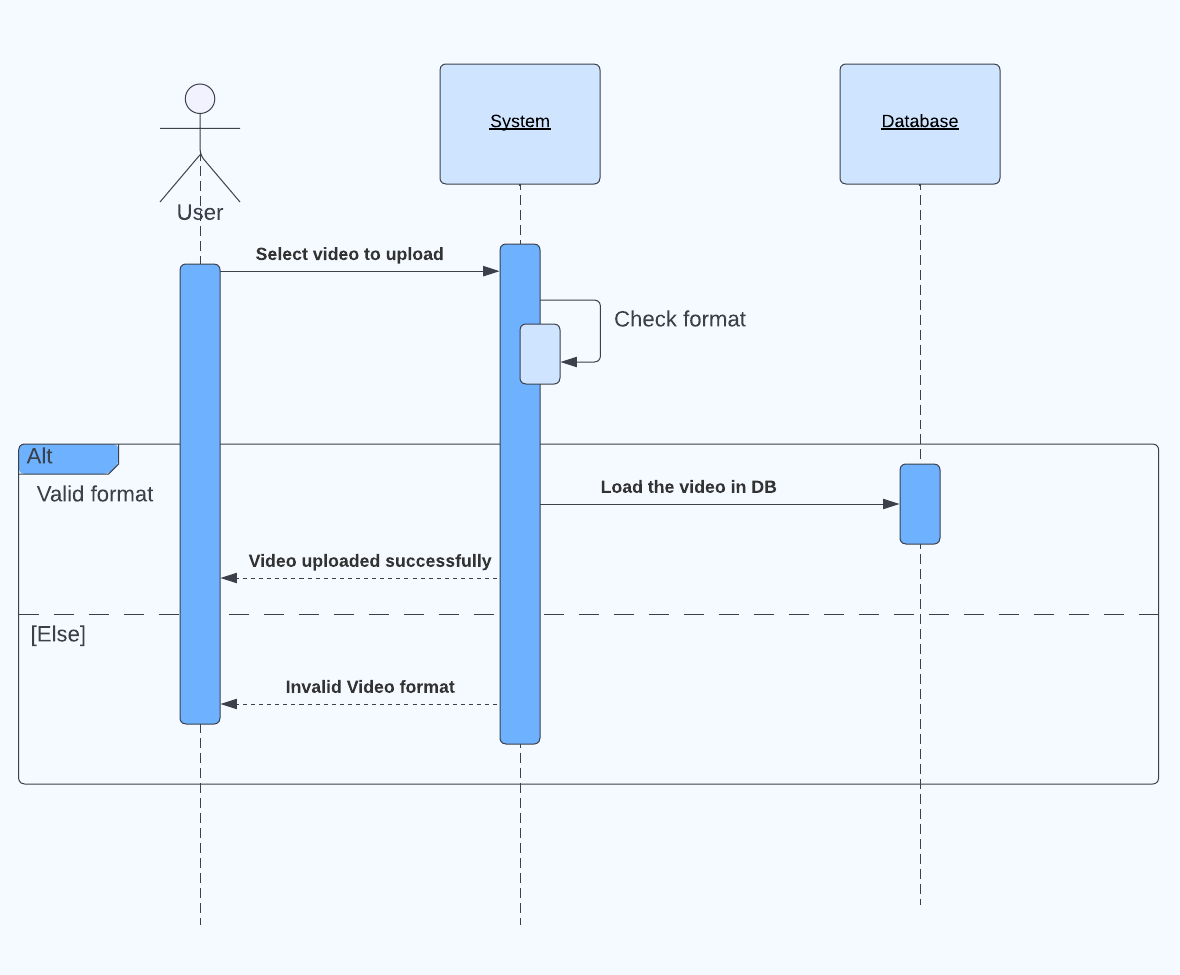 System
Database
User
Select video to upload
Check format
Alt
Valid format
Load the video in DB
Video uploaded successfully
[Else]
Invalid Video format